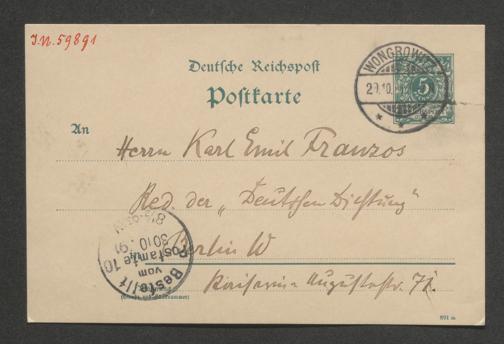 J.N. 59891
Deutsche Reichspost
Postkarte
WONGROWITZ
5
An
Herrn Karl Emil Franzos
Red. der „Deutschen Dichtung"
Berlin W
Kaiserin Augustastr. 71.
Bestellt
vom
Postamte 10
30 10. 91